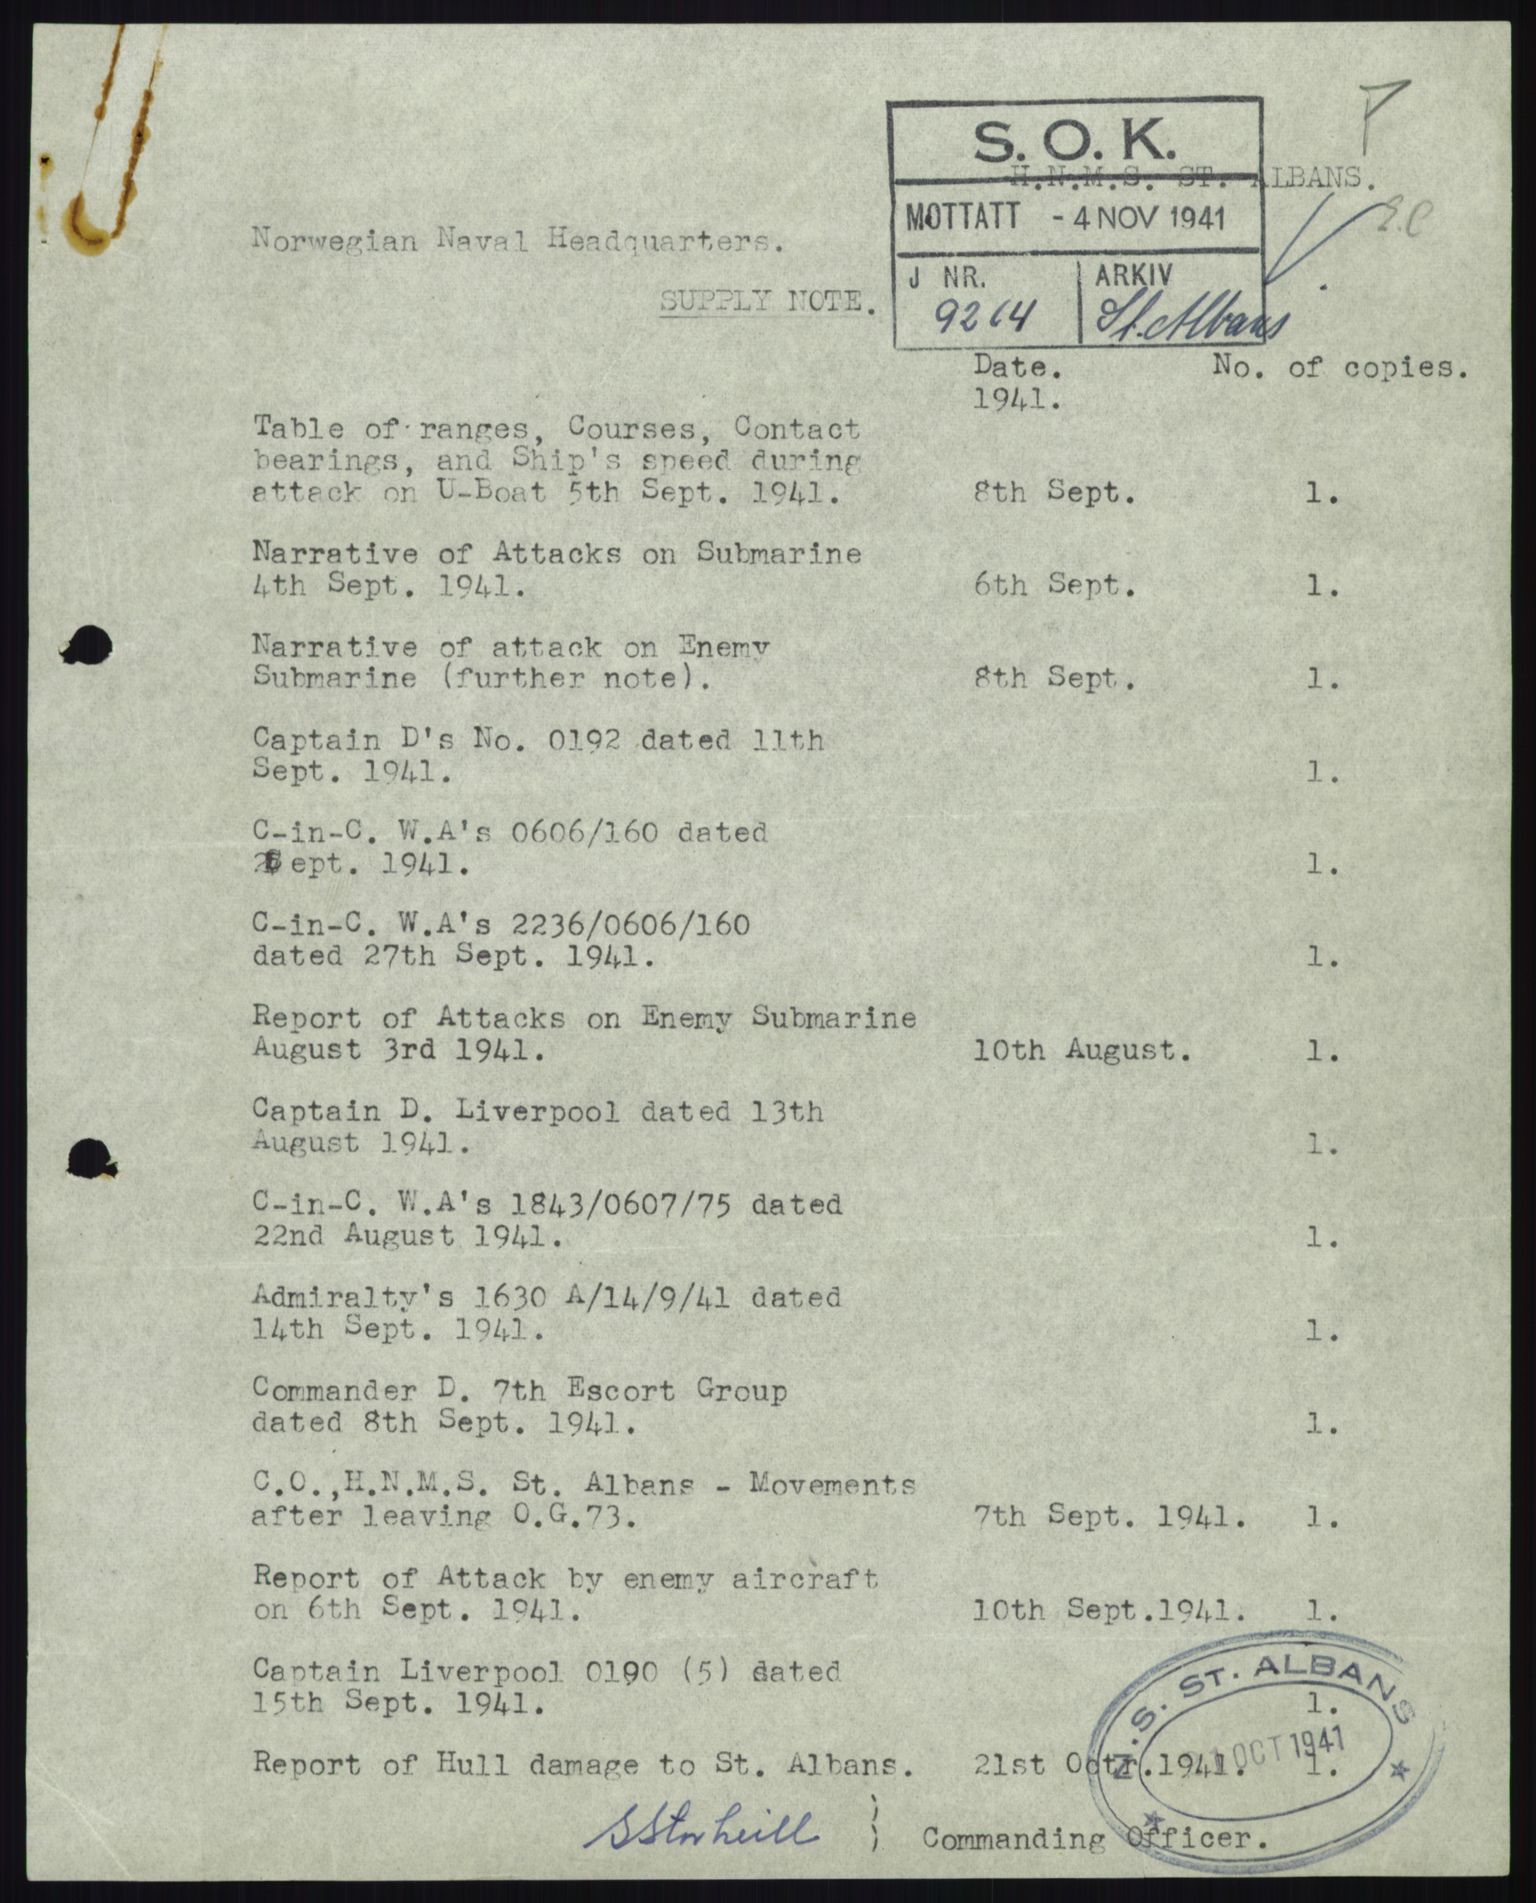 S. O. K.
H.N.M.S. ST. ALBANS.
MOTTATT - 4 NOV 1941
Norwegian Naval Headquarters.
J NR. ARKIV
9264 St. Albans
SUPPLY NOTE.
Date. No. of copies.
1941.
Table of ranges, Courses, Contact
bearings, and Ship's speed during
attack on U-Boat 5th Sept. 1941. 8th Sept. 1.
Narrative of Attacks on Submarine
4th Sept. 1941. 6th Sept. 1.
Narrative of attack on Enemy
Submarine (further note). 8th Sept. 1.
Captain D's No. 0192 dated 11th
Sept. 1941. 1.
C-in-C. W.A's 0606/160 dated
Sept. 1941. 1.
C-in-C. W.A's 2236/0606/160
dated 27th Sept. 1941. 1.
Report of Attacks on Enemy Submarine
August 3rd 1941. 10th August. 1.
Captain D. Liverpool dated 13th
August 1941. 1.
C-in-C. W.A's 1843/0607/75 dated
22nd August 1941. 1.
Admiralty's 1630 A/14/9/41 dated
14th Sept. 1941. 1.
Commander D. 7th Escort Group
dated 8th Sept. 1941. 1.
C.O.,H.N.M.S. St. Albans - Movements
after leaving O.G.73. 7th Sept. 1941. 1.
Report of Attack by enemy aircraft
on 6th Sept. 1941. 10th Sept.1941. 1.
Captain Liverpool 0190 (5) dated
15th Sept. 1941. 1.
N.S. ST. ALBANS
OCT 1941
Report of Hull damage to St. Albans. 21st Octr.1941. 1.
SStorheill
Commanding Officer.